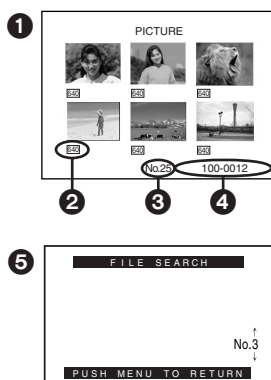 1
PICTURE
640 640 640
640 640 640
No.25 100-0012
2 3 4
5
FILE SEARCH
↑
No.3
↓
PUSH MENU TO RETURN